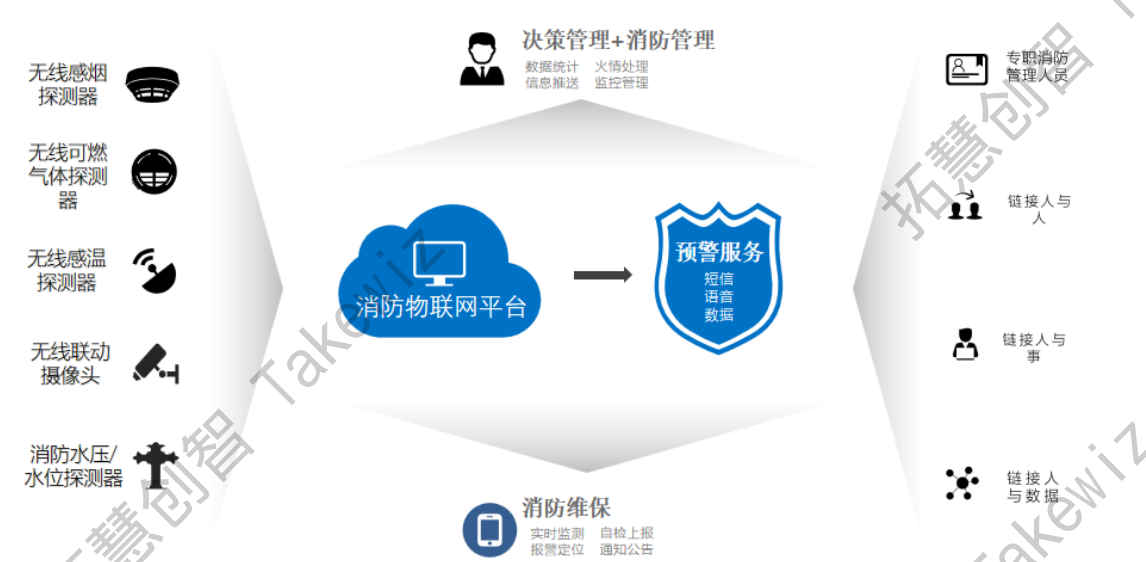 无线感烟
探测器
无线可燃
气体探测
器
无线感温
探测器
无线联动
摄像头
消防水压/
水位探测器
决策管理+消防管理
数据统计 火情处理
信息推送 监控管理
消防物联网平台
预警服务
短信
语音
数据
消防维保
实时监测 自检上报
报警定位 通知公告
专职消防
管理人员
链接人与
人
链接人与
事
链接人
与数据
拓慧创智 Takewiz
拓慧创智
Takewiz